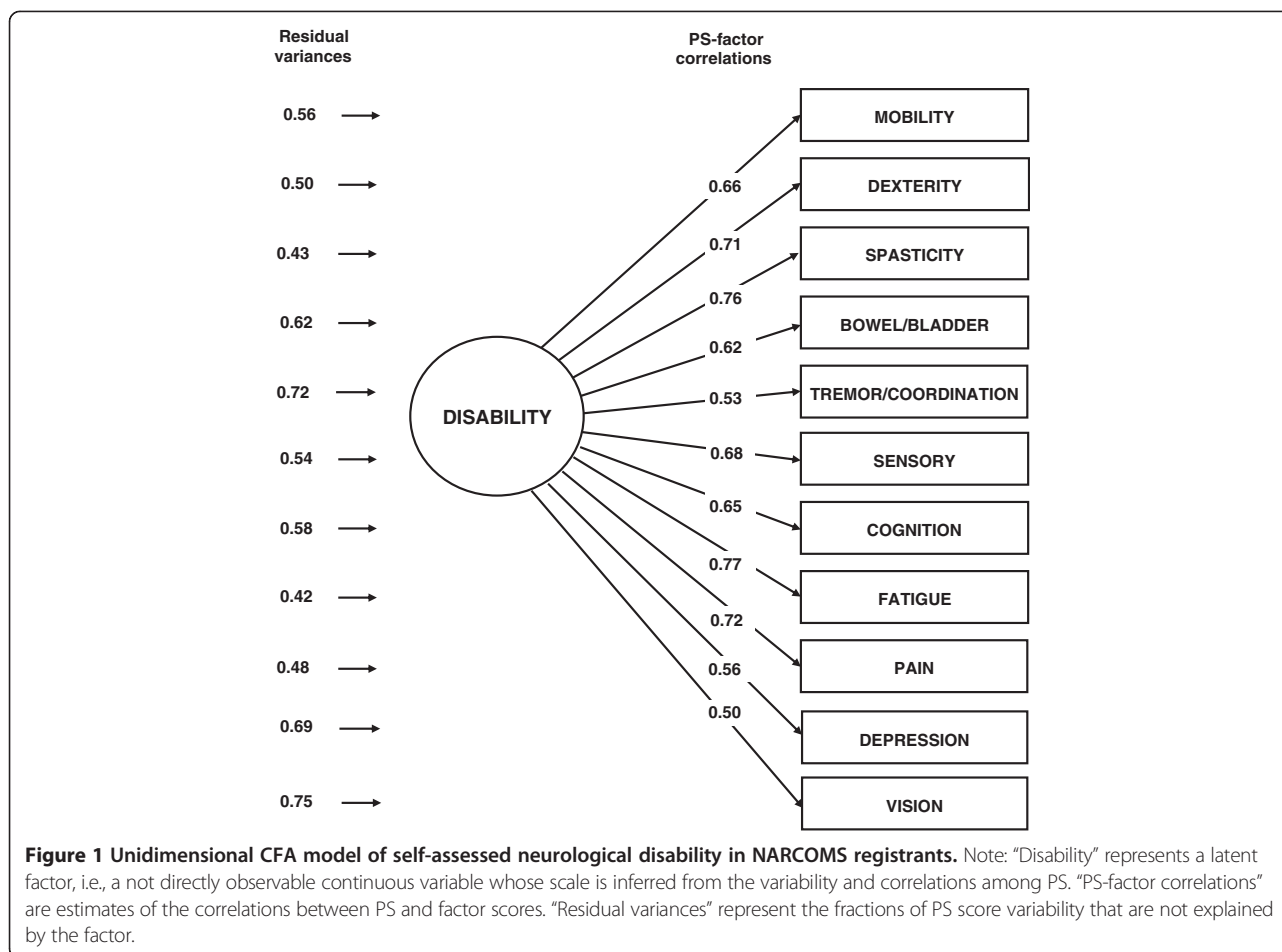 Residual variances
PS-factor correlations
0.56
MOBILITY
0.50
0.66
DEXTERITY
0.43
0.71
SPASTICITY
0.76
0.62
0.62
BOWEL/BLADDER
0.72
0.53
TREMOR/COORDINATION
DISABILITY
0.54
0.68
SENSORY
0.65
0.58
COGNITION
0.77
0.42
FATIGUE
0.72
0.48
PAIN
0.56
0.69
0.50
DEPRESSION
0.75
VISION
Figure 1 Unidimensional CFA model of self-assessed neurological disability in NARCOMS registrants. Note: “Disability” represents a latent
factor, i.e., a not directly observable continuous variable whose scale is inferred from the variability and correlations among PS. “PS-factor correlations”
are estimates of the correlations between PS and factor scores. “Residual variances” represent the fractions of PS score variability that are not explained
by the factor.